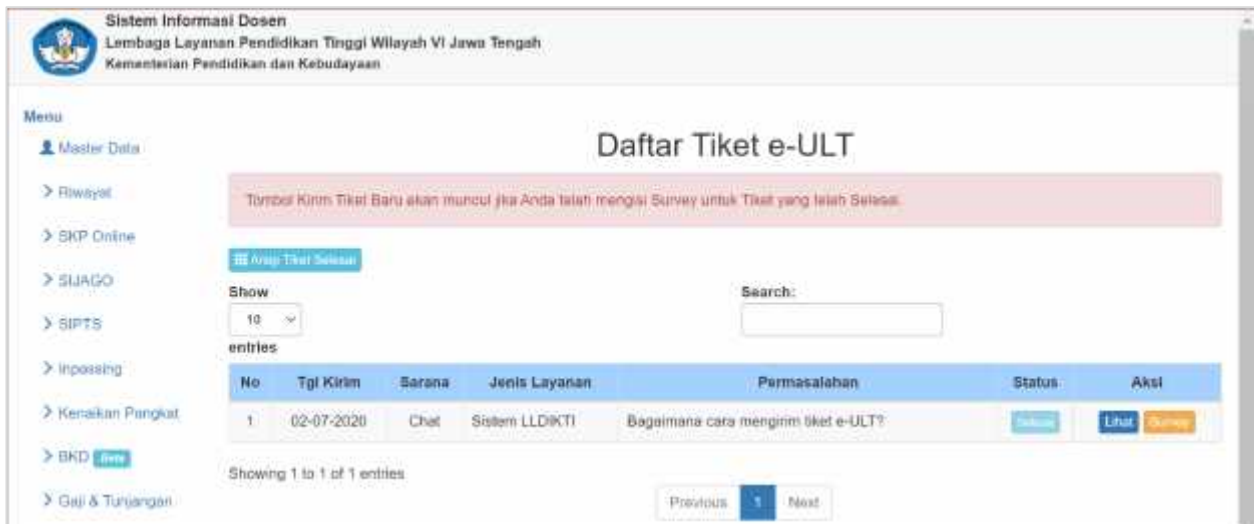 Sistem Informasi Dosen
Lembaga Layanan Pendidikan Tinggi Wilayah VI Jawa Tengah
Kementerian Pendidikan dan Kebudayaan
Menu
Master Data
Riwayat
SKP Online
SIJAGO
SIPTS
Inpassing
Kenaikan Pangkat
BKD Beta
Gaji & Tunjangan
Daftar Tiket e-ULT
Tombol Kirim Tiket Baru akan muncul jika Anda telah mengisi Survey untuk Tiket yang telah Selesai.
Arsip Tiket Selesai
Show
10
entries
Search:
No Tgl Kirim Sarana Jenis Layanan Permasalahan Status Aksi
1 02-07-2020 Chat Sistem LLDIKTI Bagaimana cara mengirim tiket e-ULT? Selesai Lihat Survey
Showing 1 to 1 of 1 entries
Previous 1 Next